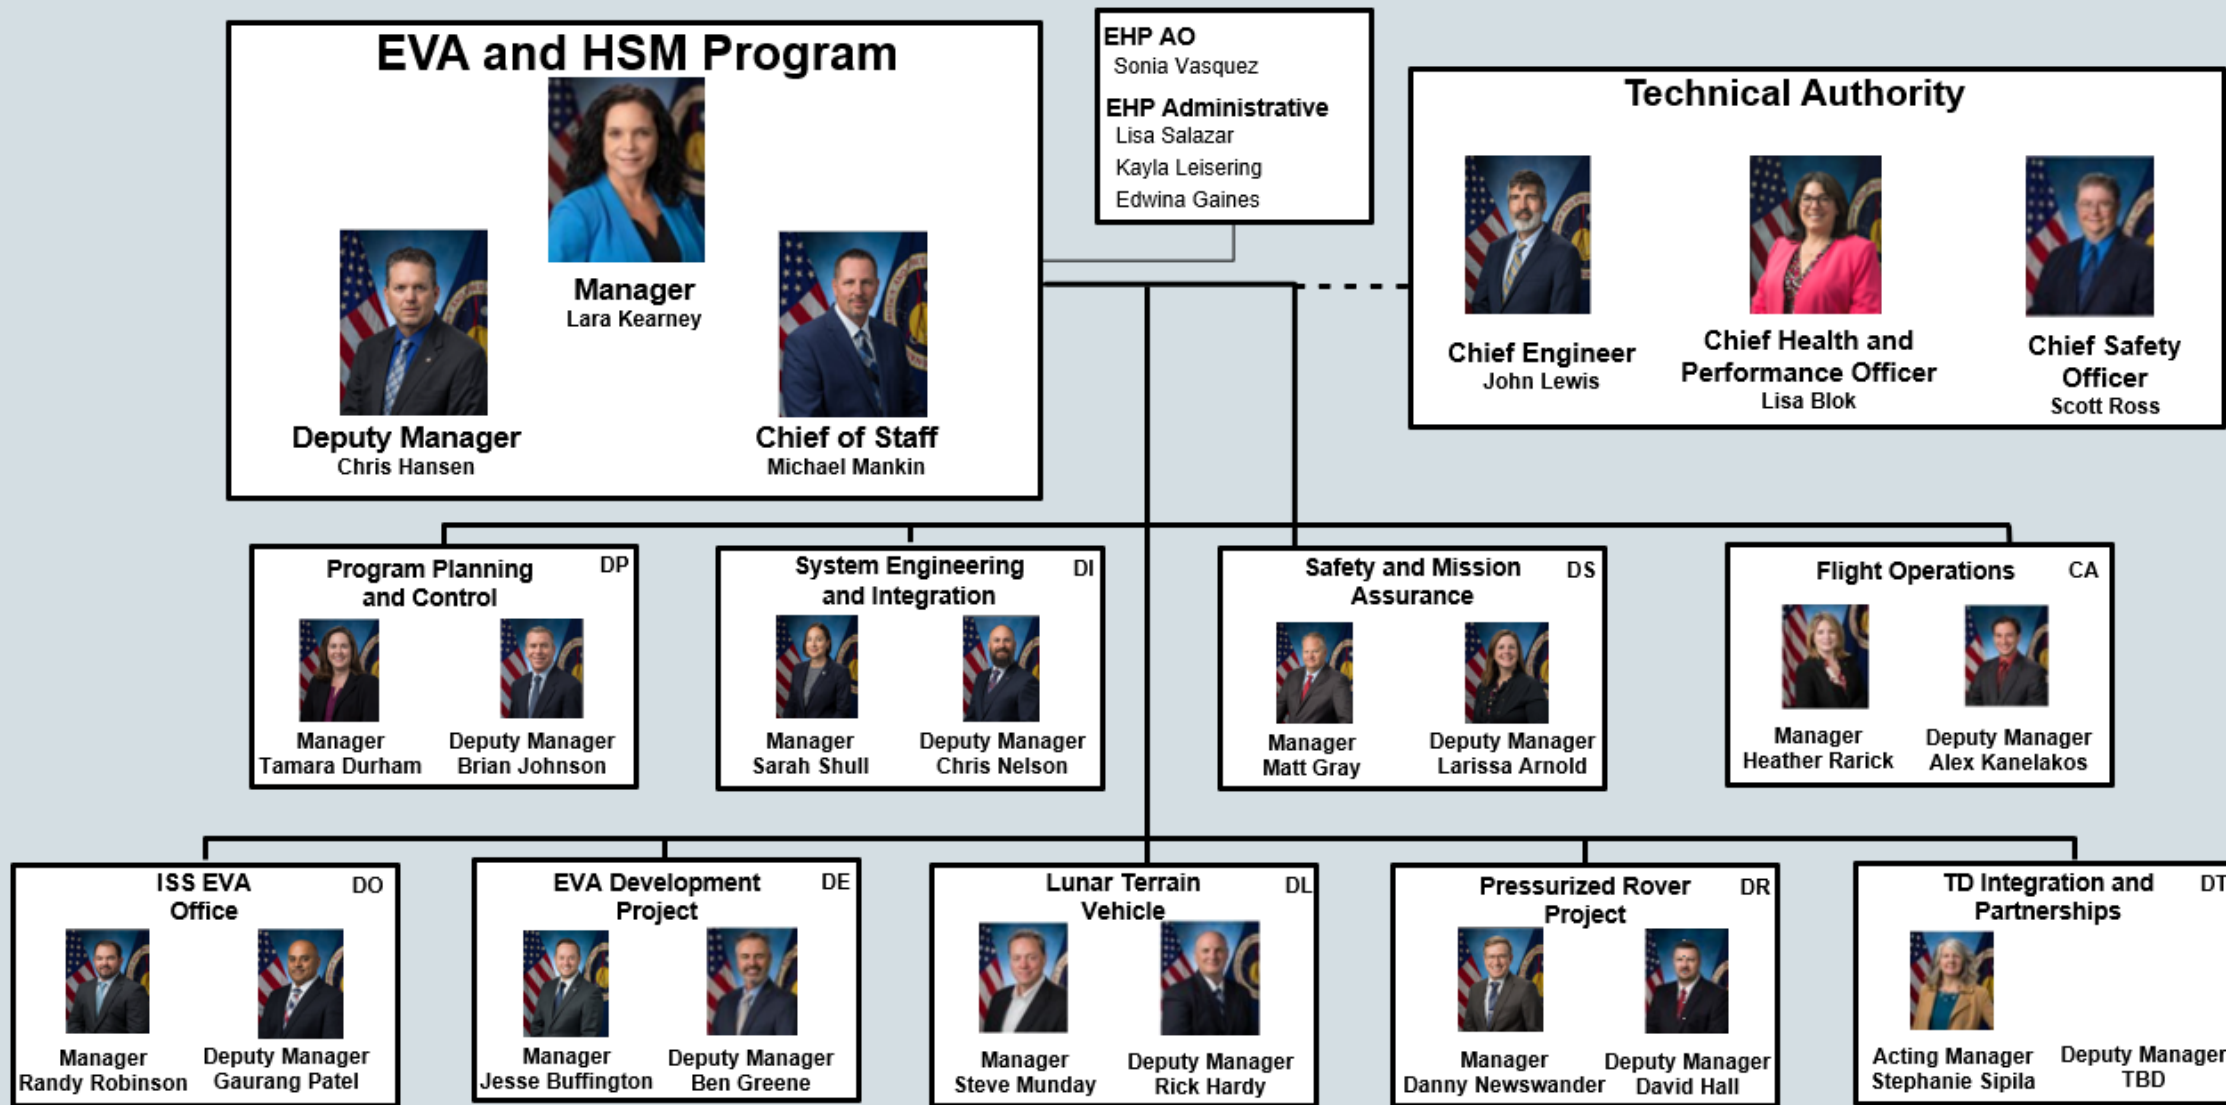 EVA and HSM Program
Manager
Lara Kearney
Deputy Manager
Chris Hansen
Chief of Staff
Michael Mankin
EHP AO
Sonia Vasquez
EHP Administrative
Lisa Salazar
Kayla Leisering
Edwina Gaines
Technical Authority
Chief Engineer
John Lewis
Chief Health and
Performance Officer
Lisa Blok
Chief Safety
Officer
Scott Ross
Program Planning
and Control
DP
Manager
Tamara Durham
Deputy Manager
Brian Johnson
System Engineering
and Integration
DI
Manager
Sarah Shull
Deputy Manager
Chris Nelson
Safety and Mission
Assurance
DS
Manager
Matt Gray
Deputy Manager
Larissa Arnold
Flight Operations
CA
Manager
Heather Rarick
Deputy Manager
Alex Kanelakos
ISS EVA
Office
DO
Manager
Randy Robinson
Deputy Manager
Gaurang Patel
EVA Development
Project
DE
Manager
Jesse Buffington
Deputy Manager
Ben Greene
Lunar Terrain
Vehicle
DL
Manager
Steve Munday
Deputy Manager
Rick Hardy
Pressurized Rover
Project
DR
Manager
Danny Newswander
Deputy Manager
David Hall
TD Integration and
Partnerships
DT
Acting Manager
Stephanie Sipila
Deputy Manager
TBD